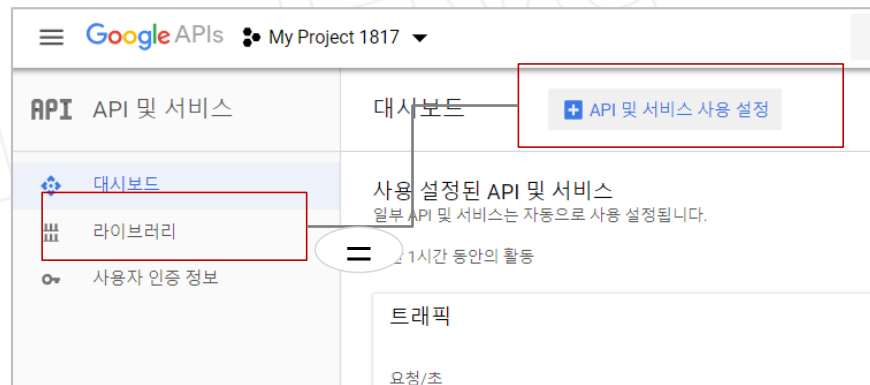 Google APIs My Project 1817
API API 및 서비스
대시보드
API 및 서비스 사용 설정
대시보드
라이브러리
사용자 인증 정보
사용 설정된 API 및 서비스
일부 API 및 서비스는 자동으로 사용 설정됩니다.
=
1시간 동안의 활동
트래픽
요청/초